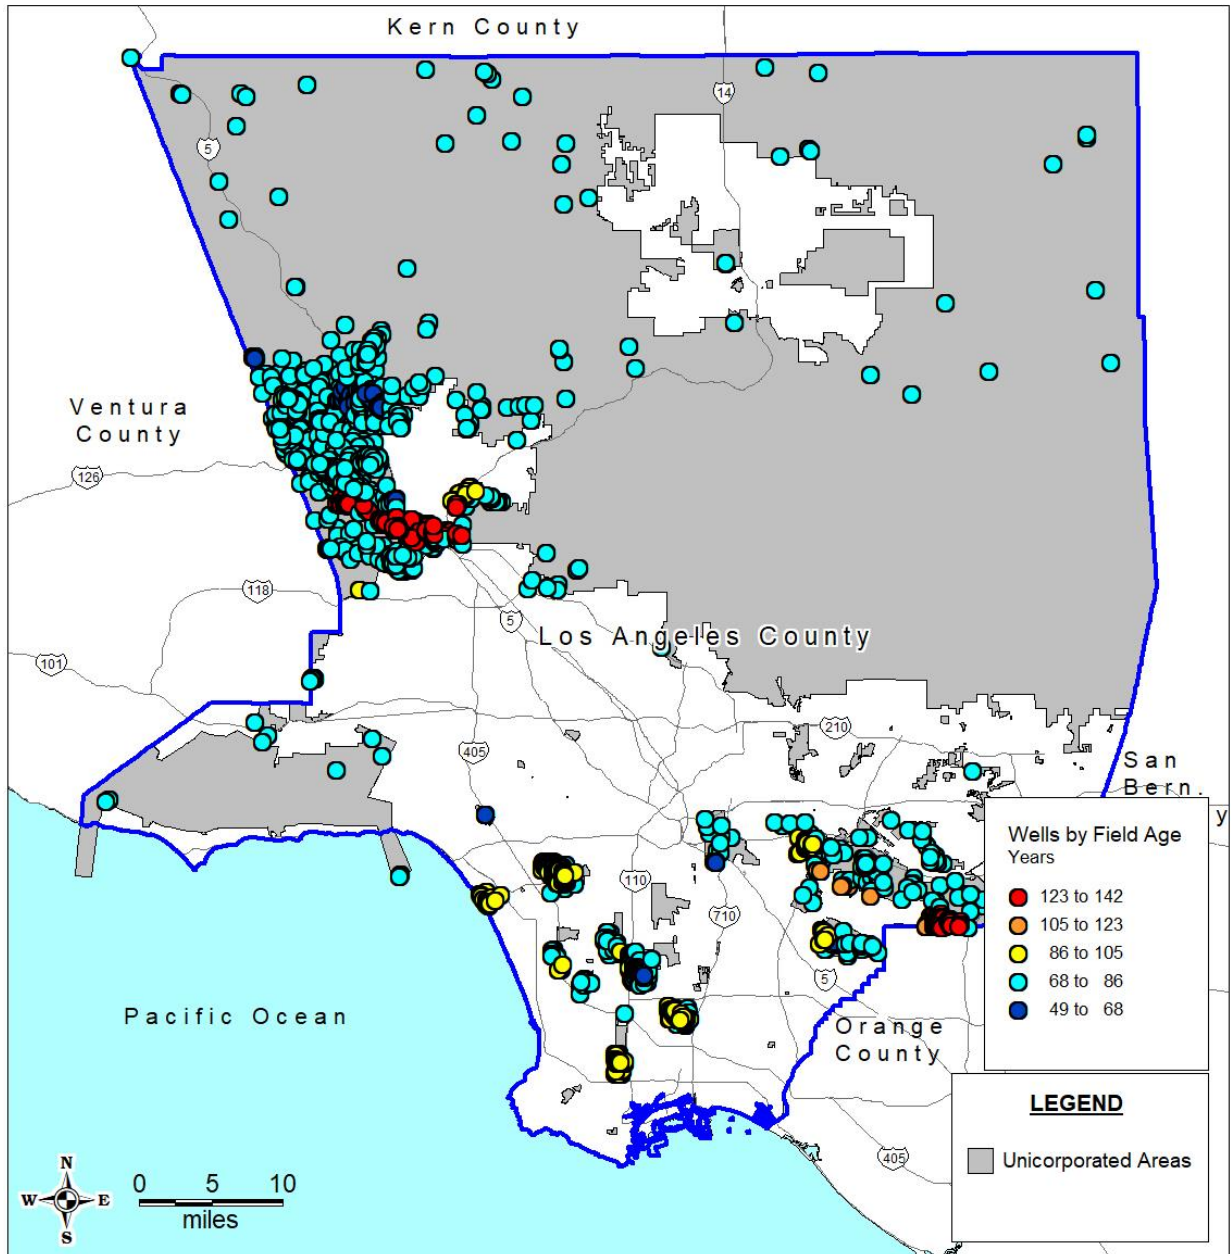 Kern County
14
5
Ventura
County
126
118
5
Los Angeles County
101
210
405
San
Bern.
y
Wells by Field Age
Years
123 to 142
105 to 123
86 to 105
68 to 86
49 to 68
110
710
5
Pacific Ocean
Orange
County
LEGEND
Unicorporated Areas
405
N
W E
S
0 5 10
miles